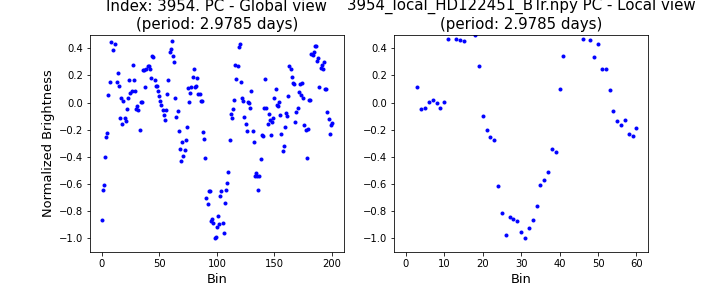 Index: 3954. PC - Global view
(period: 2.9785 days)
3954_local_HD122451_BTr.npy PC - Local view
(period: 2.9785 days)
Normalized Brightness
0.4
0.2
0.0
−0.2
−0.4
−0.6
−0.8
−1.0
0 50 100 150 200
Bin
0.4
0.2
0.0
−0.2
−0.4
−0.6
−0.8
−1.0
0 10 20 30 40 50 60
Bin